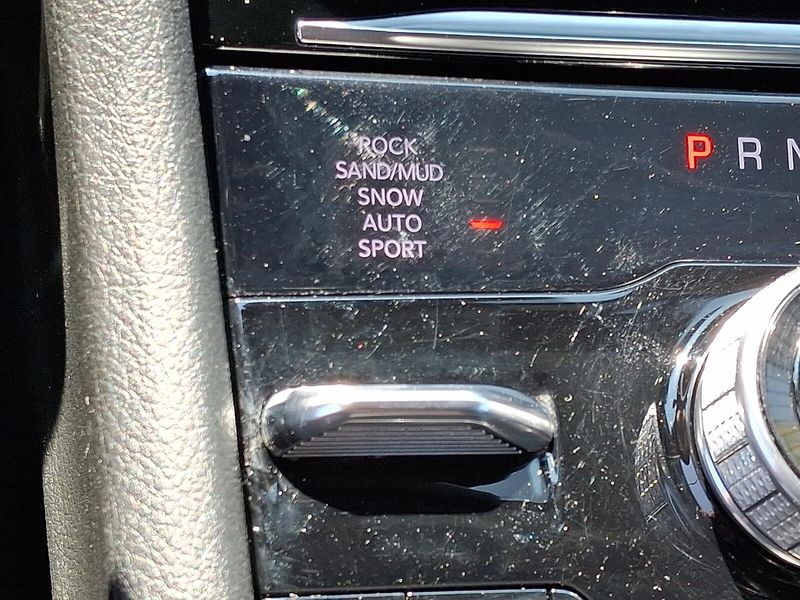 ROCK
SAND/MUD
SNOW
AUTO
SPORT
P R N